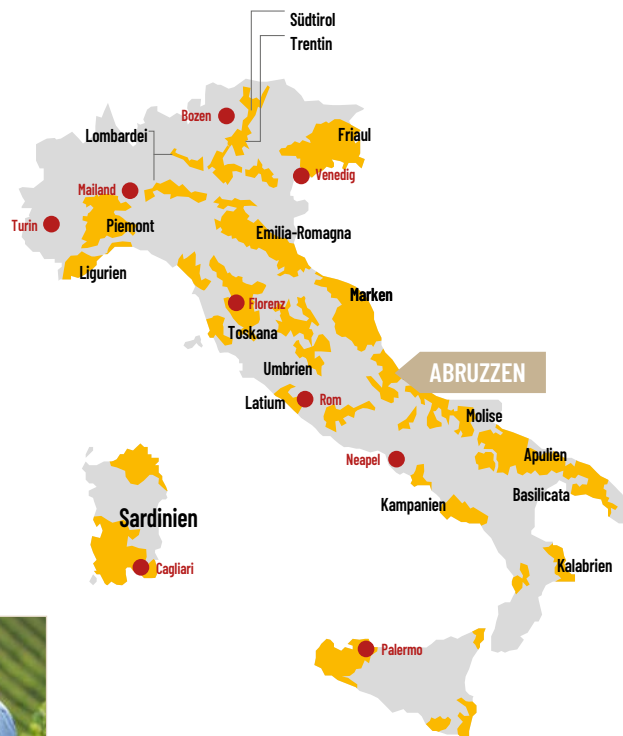 Südtirol
Trentin
Bozen
Lombardei
Friaul
Venedig
Mailand
Turin
Piemont
Emilia-Romagna
Ligurien
Marken
Florenz
Toskana
Umbrien
ABRUZZEN
Latium
Rom
Molise
Neapel
Apulien
Basilicata
Kampanien
Sardinien
Kalabrien
Cagliari
Palermo